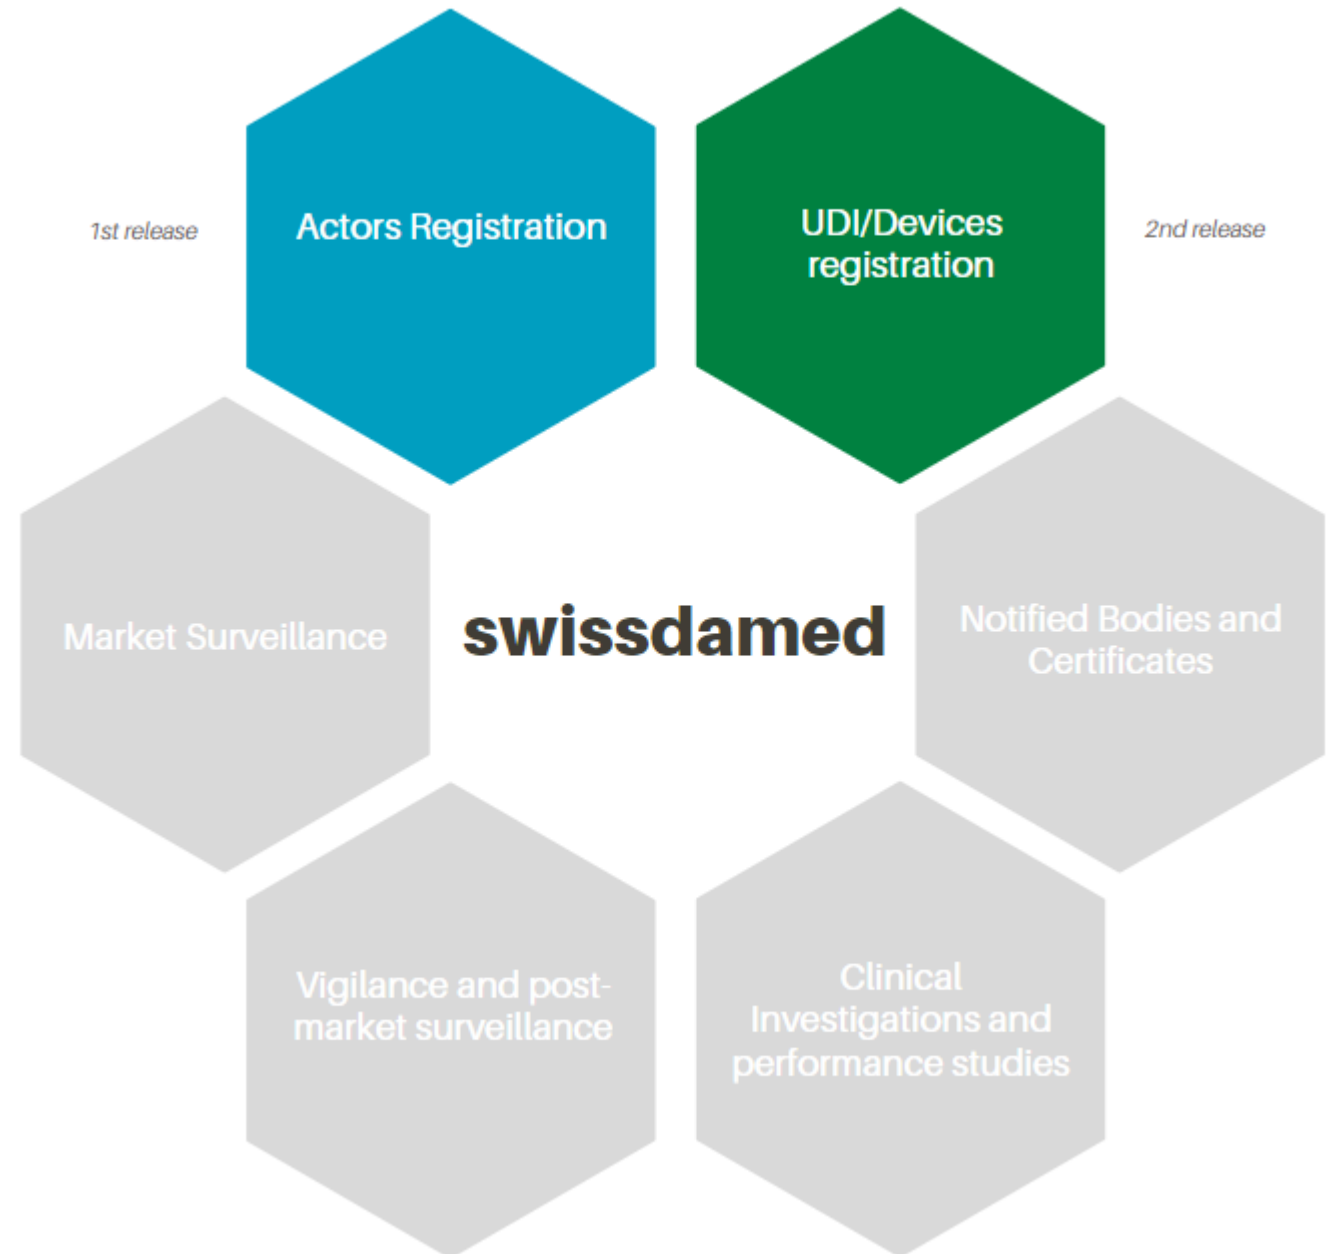 1st release
Actors Registration
UDI/Devices
registration
2nd release
Market Surveillance
swissdamed
Notified Bodies and
Certificates
Vigilance and post-
market surveillance
Clinical
Investigations and
performance studies